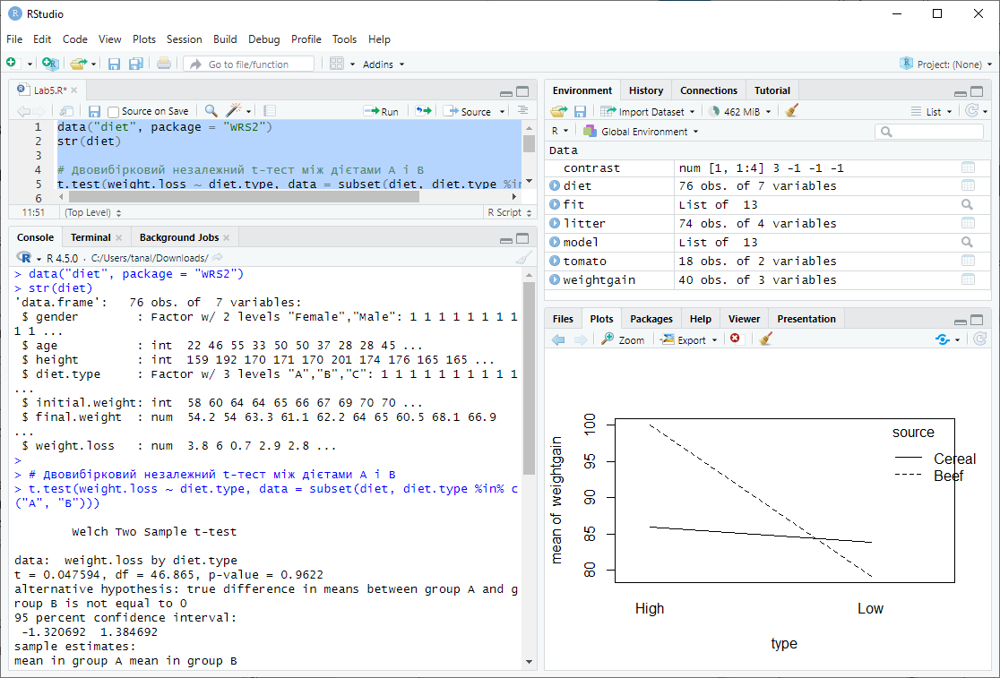 RStudio
File Edit Code View Plots Session Build Debug Profile Tools Help
Go to file/function Addins Project: (None)
Lab5.R*
Source on Save Run Source
1 data("diet", package = "WRS2")
2 str(diet)
3
4 # Двовибірковий незалежний t-тест між дієтами A і B
5 t.test(weight.loss ~ diet.type, data = subset(diet, diet.type %in
6
11:51 (Top Level) R Script
Console Terminal Background Jobs
R 4.5.0 · C:/Users/tanal/Downloads/
> data("diet", package = "WRS2")
> str(diet)
'data.frame': 76 obs. of 7 variables:
$ gender : Factor w/ 2 levels "Female","Male": 1 1 1 1 1 1 1 1
1 1 ...
$ age : int 22 46 55 33 50 50 37 28 28 45 ...
$ height : int 159 192 170 171 170 201 174 176 165 165 ...
$ diet.type : Factor w/ 3 levels "A","B","C": 1 1 1 1 1 1 1 1 1 1
...
$ initial.weight: int 58 60 64 64 65 66 67 69 70 70 ...
$ final.weight : num 54.2 54 63.3 61.1 62.2 64 65 60.5 68.1 66.9
...
$ weight.loss : num 3.8 6 0.7 2.9 2.8 ...
>
> # Двовибірковий незалежний t-тест між дієтами A і B
> t.test(weight.loss ~ diet.type, data = subset(diet, diet.type %in% c
("A", "B")))
Welch Two Sample t-test
data: weight.loss by diet.type
t = 0.047594, df = 46.865, p-value = 0.9622
alternative hypothesis: true difference in means between group A and g
roup B is not equal to 0
95 percent confidence interval:
-1.320692 1.384692
sample estimates:
mean in group A mean in group B
Environment History Connections Tutorial
Import Dataset 462 MiB List
R Global Environment
Data
contrast num [1, 1:4] 3 -1 -1 -1
diet 76 obs. of 7 variables
fit List of 13
litter 74 obs. of 4 variables
model List of 13
tomato 18 obs. of 2 variables
weightgain 40 obs. of 3 variables
Files Plots Packages Help Viewer Presentation
Zoom Export
mean of weightgain
100
95
90
85
80
source
Cereal
Beef
High Low
type